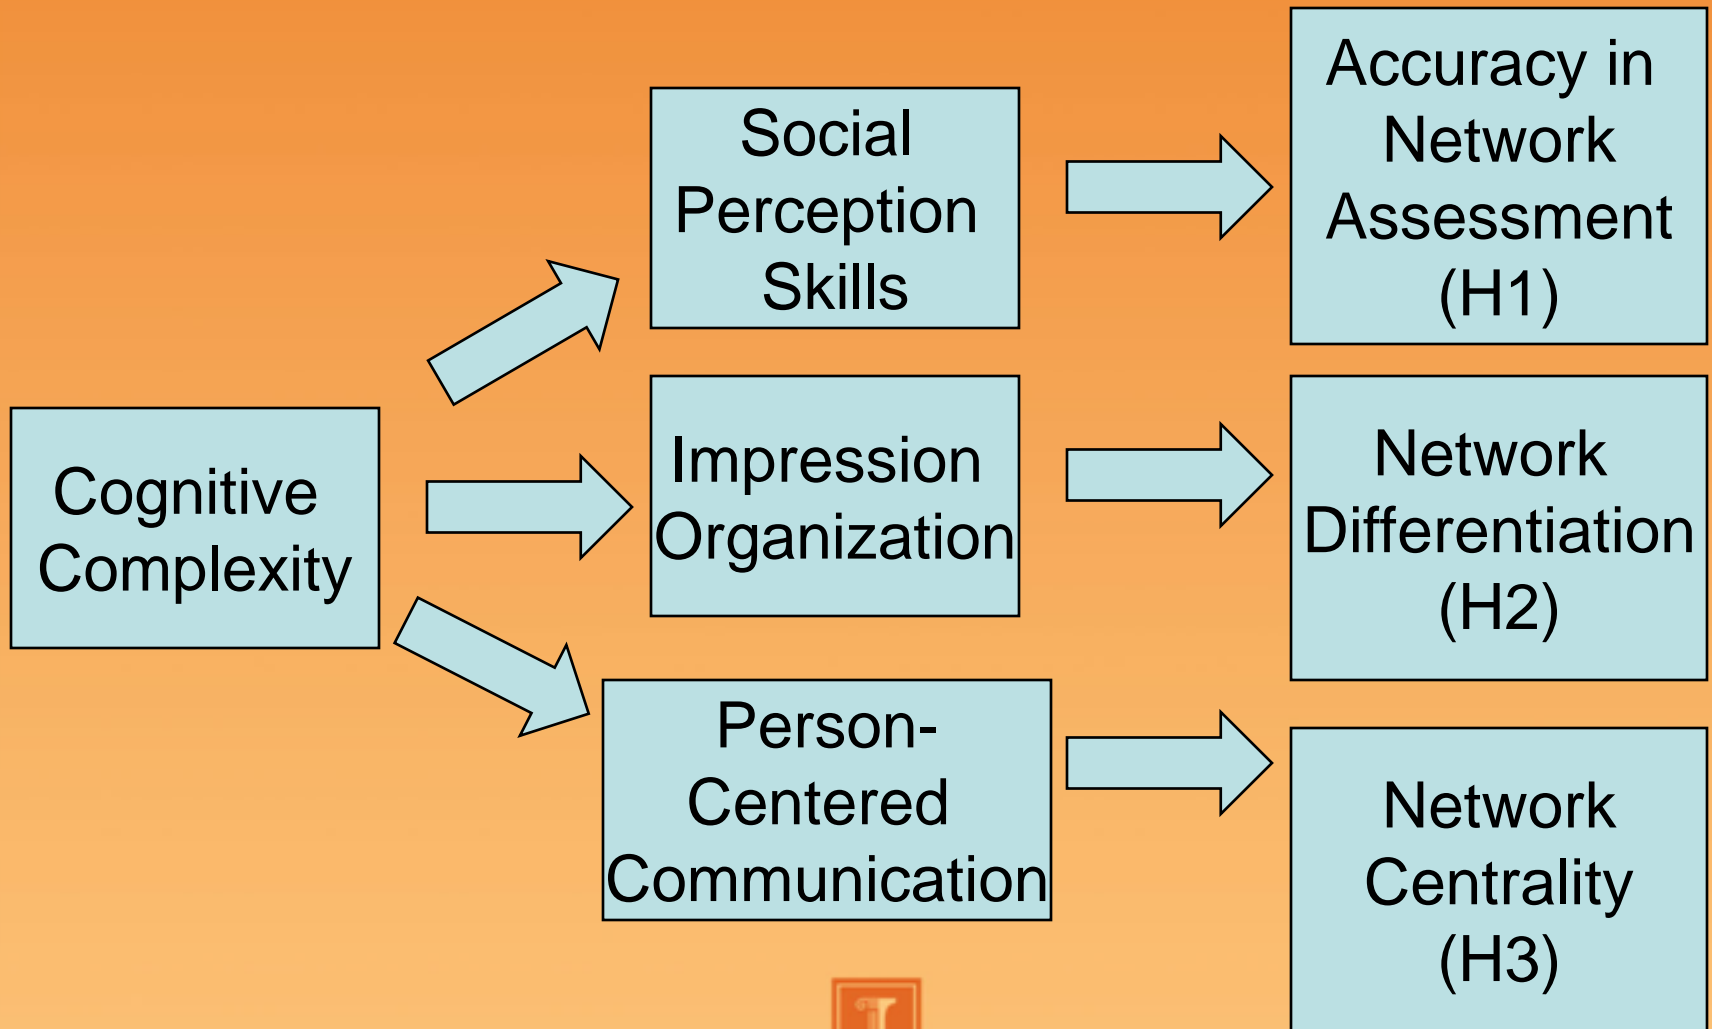 Cognitive
Complexity
Social
Perception
Skills
Impression
Organization
Person-
Centered
Communication
Accuracy in
Network
Assessment
(H1)
Network
Differentiation
(H2)
Network
Centrality
(H3)